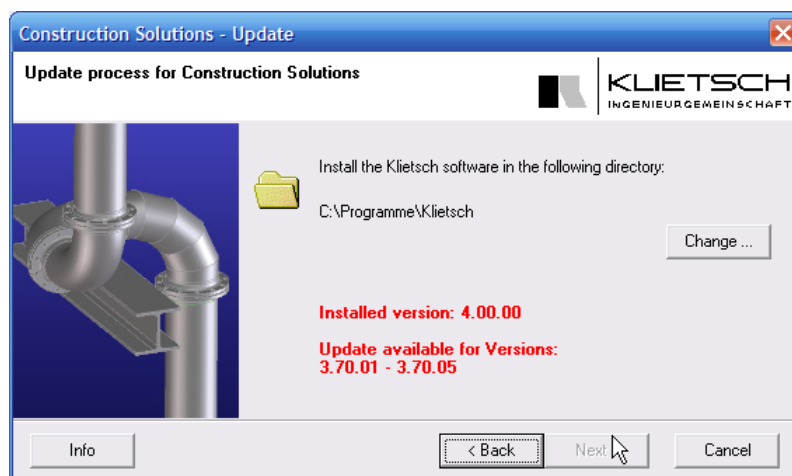 Construction Solutions - Update
Update process for Construction Solutions
KLIETSCH
INGENIEURGEMEINSCHAFT
Install the Klietsch software in the following directory:
C:\Programme\Klietsch
Change ...
Installed version: 4.00.00
Update available for Versions:
3.70.01 - 3.70.05
Info
< Back
Next
Cancel